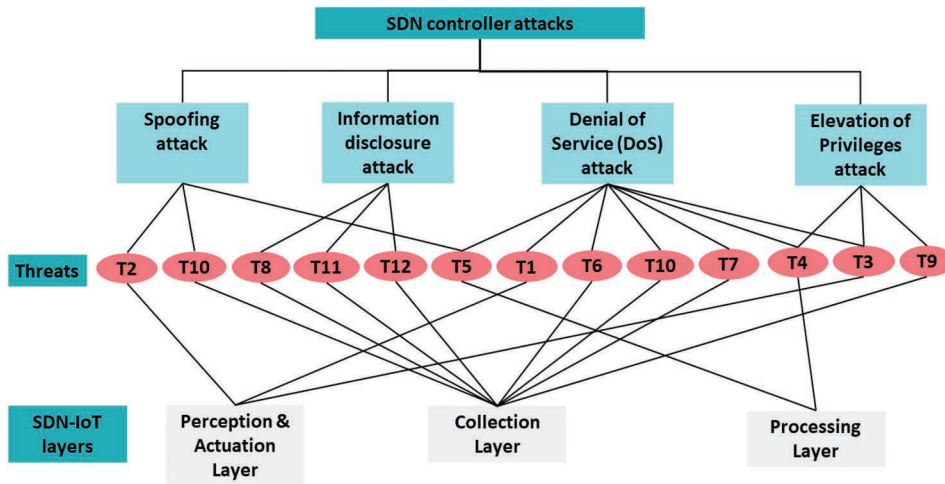 SDN controller attacks
Spoofing
attack
Information
disclosure
attack
Denial of
Service (DoS)
attack
Elevation of
Privileges
attack
Threats
T2
T10
T8
T11
T12
T5
T1
T6
T10
T7
T4
T3
T9
SDN-IoT
layers
Perception &
Actuation
Layer
Collection
Layer
Processing
Layer